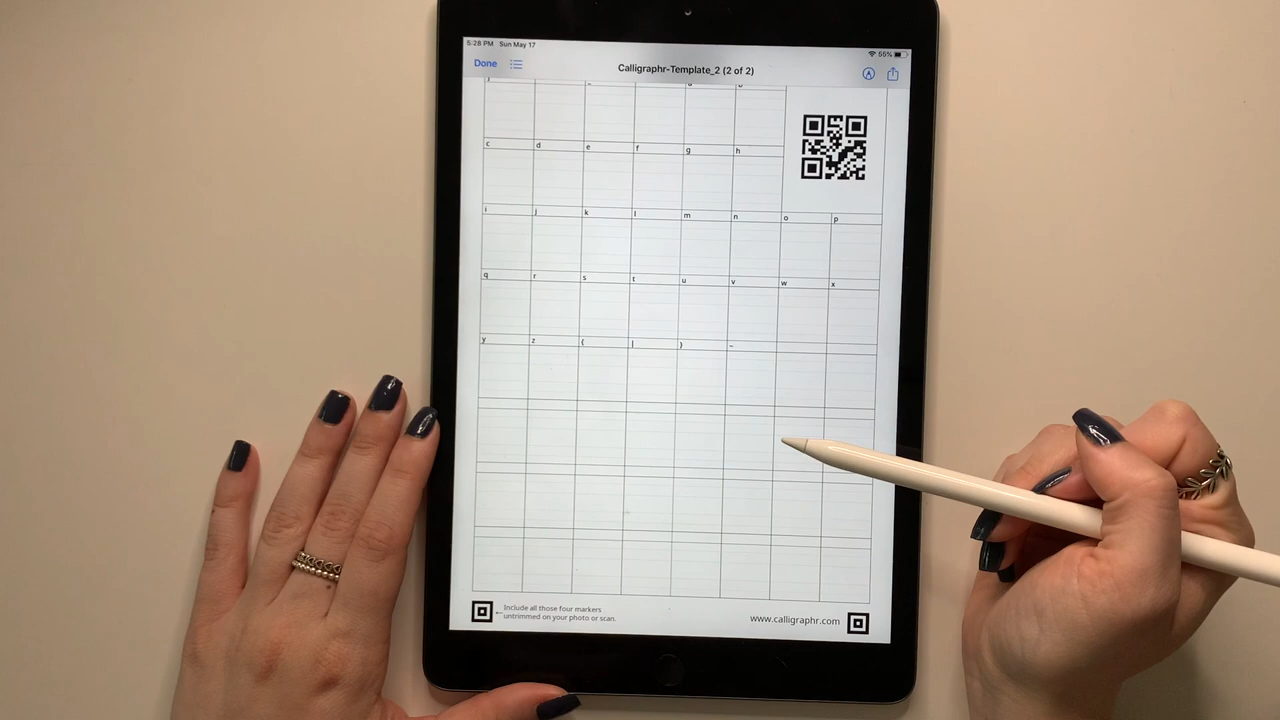 5:28 PM Sun May 17
55%
Done
Calligraphr-Template_2 (2 of 2)
c d e f g h
i j k l m n o p
q r s t u v w x
y z { | } ~
Include all those four markers
untrimmed on your photo or scan.
www.calligraphr.com